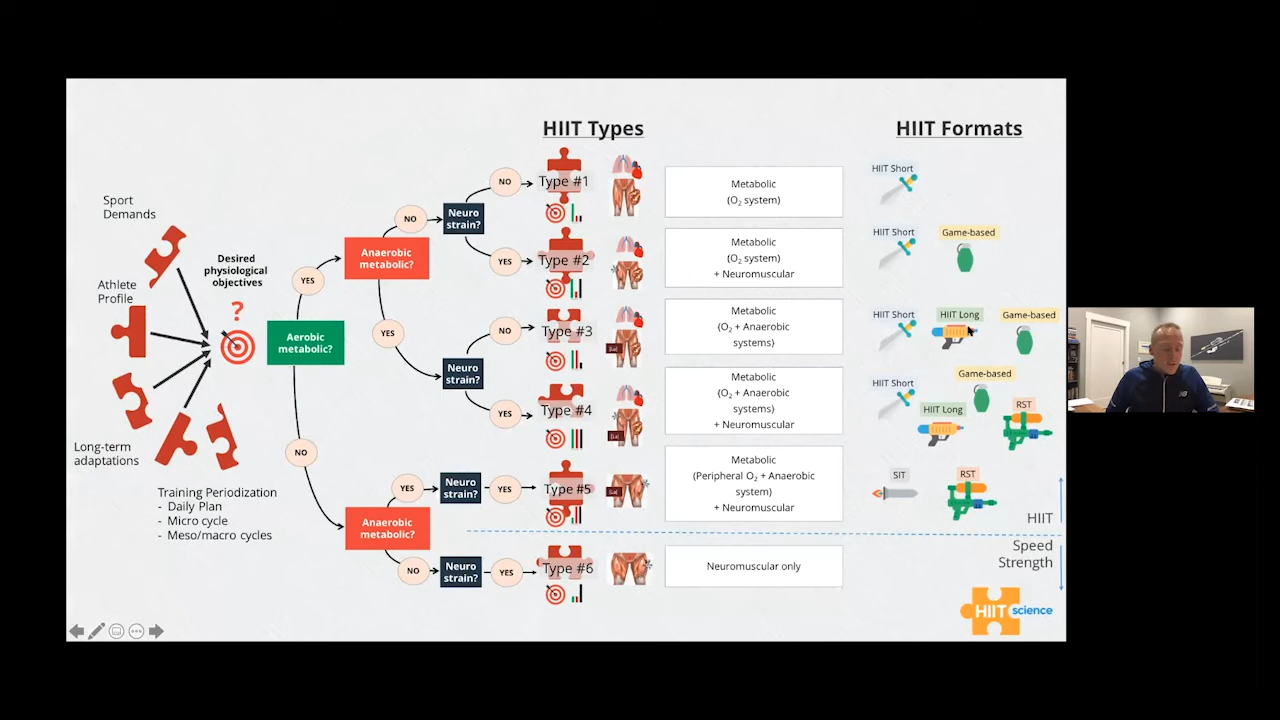 HIIT Types
HIIT Formats
Sport
Demands
Athlete
Profile
Long-term
adaptations
Training Periodization
- Daily Plan
- Micro cycle
- Meso/macro cycles
Desired
physiological
objectives
?
Aerobic
metabolic?
YES
NO
Anaerobic
metabolic?
NO
YES
Neuro
strain?
NO
YES
Neuro
strain?
NO
YES
Anaerobic
metabolic?
YES
NO
Neuro
strain?
YES
Neuro
strain?
YES
Type #1
Metabolic
(O₂ system)
HIIT Short
Type #2
Metabolic
(O₂ system)
+ Neuromuscular
HIIT Short
Game-based
Type #3
Metabolic
(O₂ + Anaerobic
systems)
HIIT Short
HIIT Long
Game-based
Type #4
Metabolic
(O₂ + Anaerobic
systems)
+ Neuromuscular
HIIT Short
Game-based
HIIT Long
RST
Type #5
Metabolic
(Peripheral O₂ + Anaerobic
system)
+ Neuromuscular
SIT
RST
HIIT
Speed
Strength
Type #6
Neuromuscular only
HIIT science